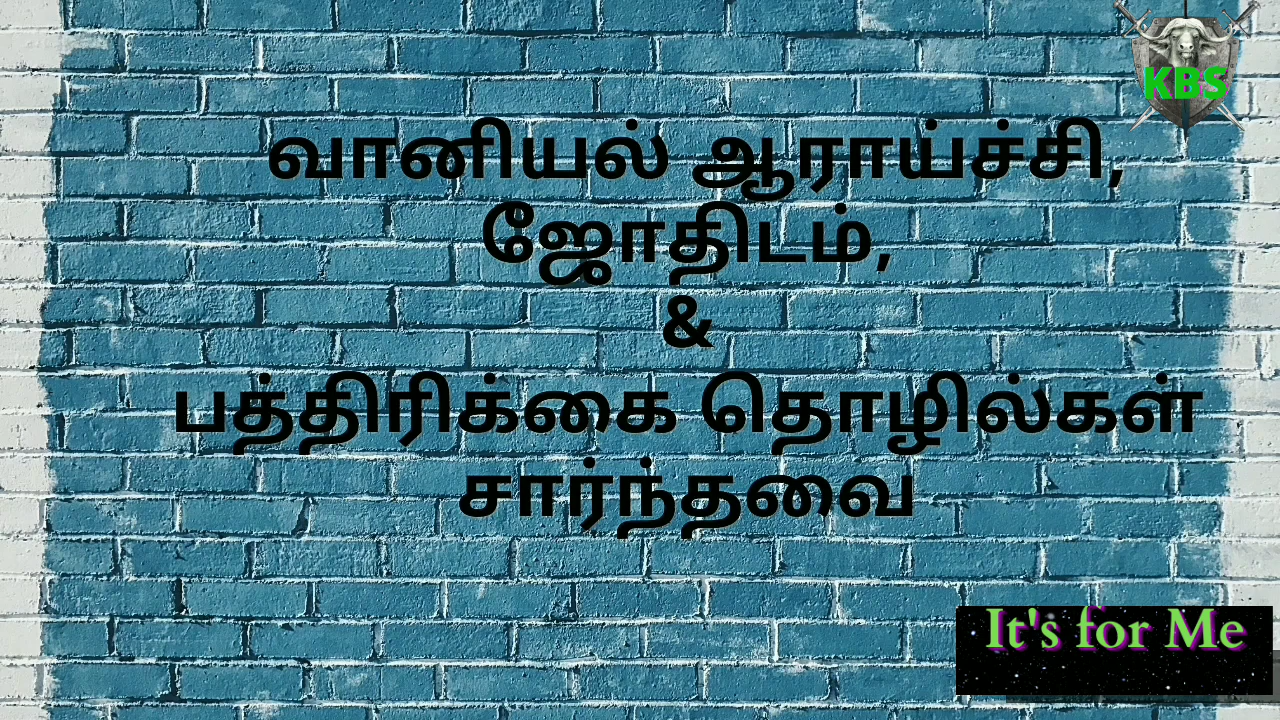 KBS
வானியல் ஆராய்ச்சி,
ஜோதிடம்,
&
பத்திரிக்கை தொழில்கள்
சார்ந்தவை
It's for Me